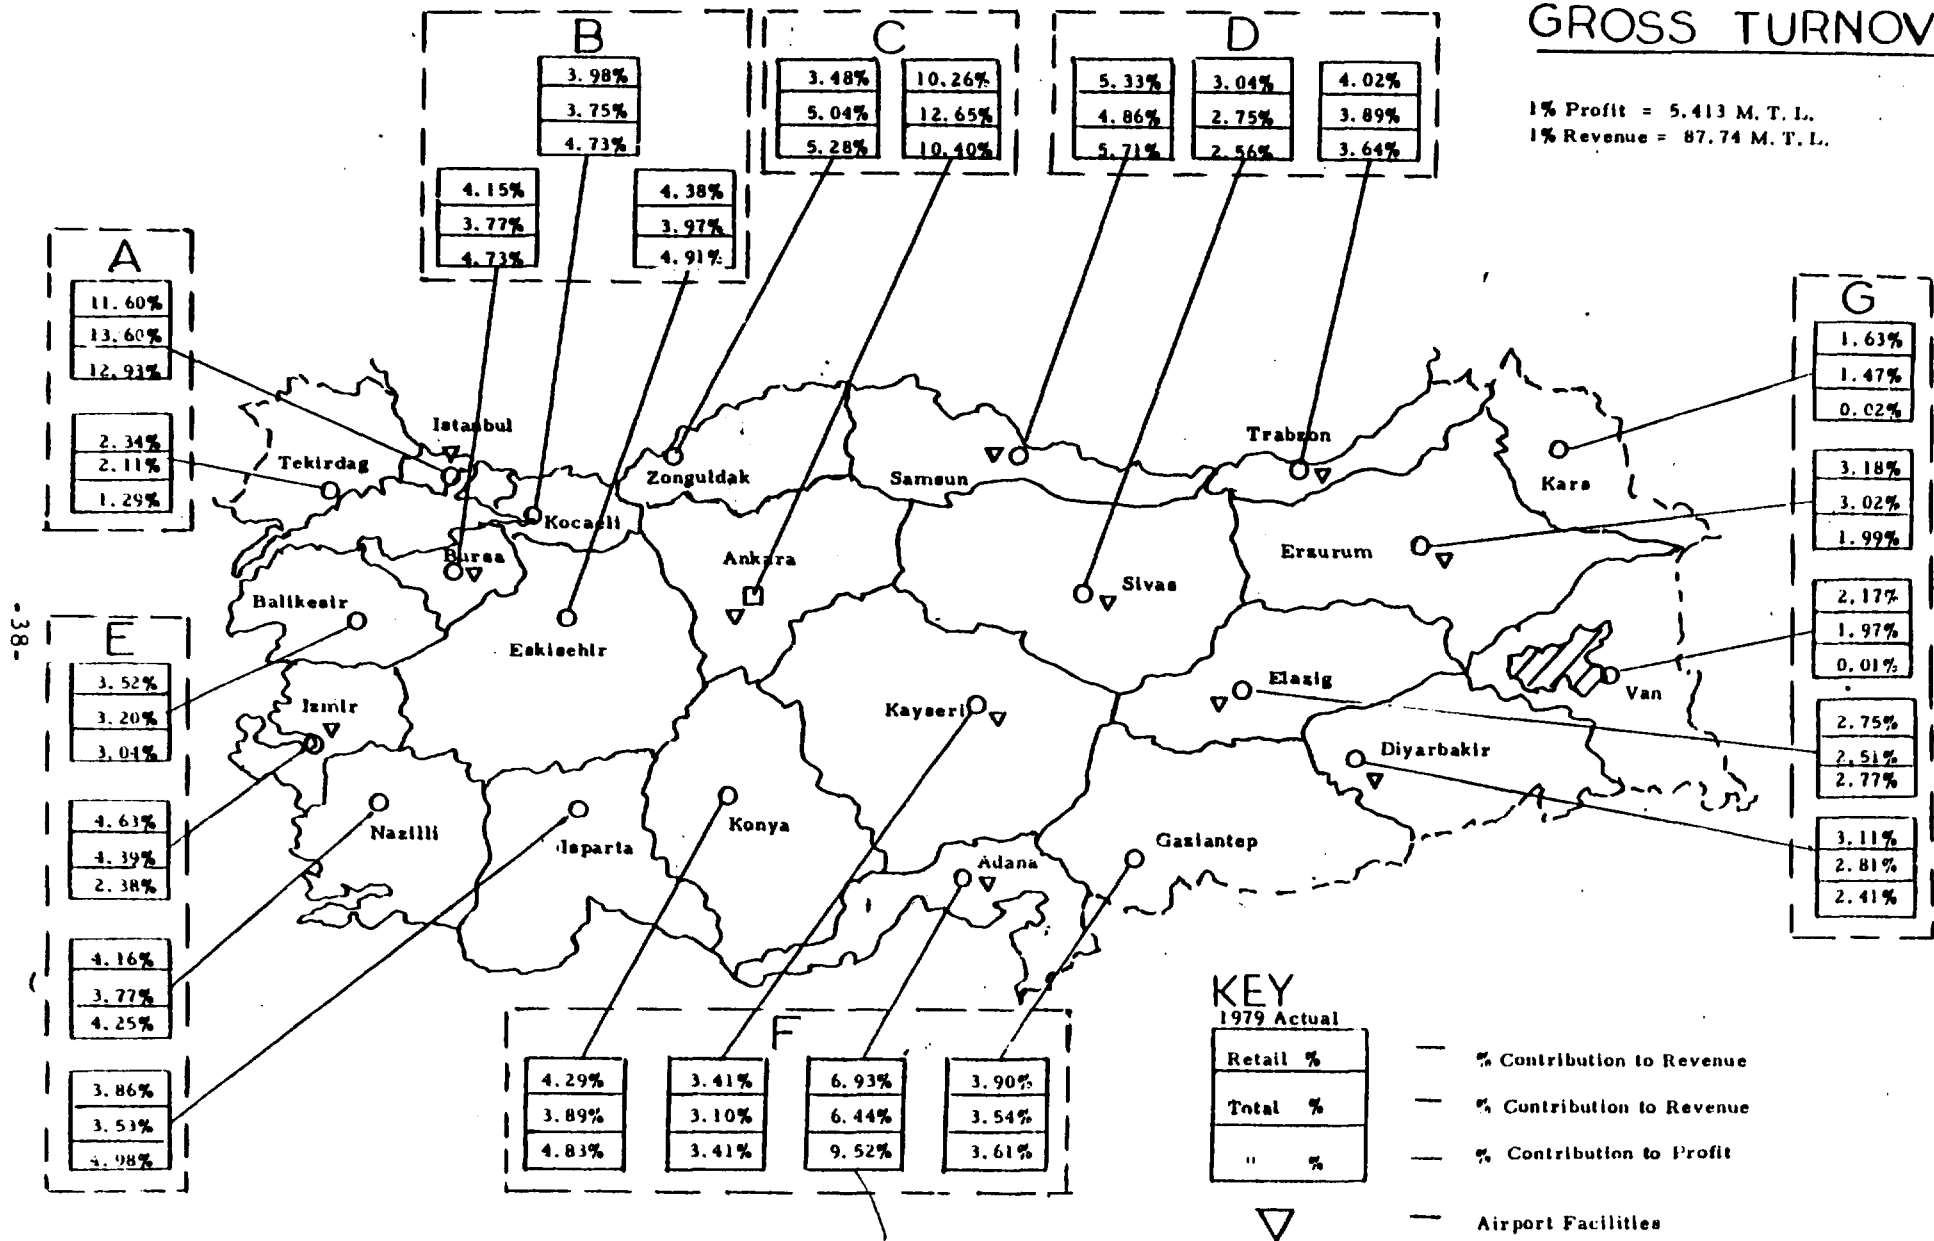 GROSS TURNOV
1% Profit = 5.413 M. T. L.
1% Revenue = 87.74 M. T. L.
B
3.98%
3.75%
4.73%
4.15%
3.77%
4.73%
4.38%
3.97%
4.91%
C
3.48%
5.04%
5.28%
10.26%
12.65%
10.40%
D
5.33%
4.86%
5.71%
3.04%
2.75%
2.56%
4.02%
3.89%
3.64%
A
11.60%
13.60%
12.93%
2.34%
2.11%
1.29%
G
1.63%
1.47%
0.02%
3.18%
3.02%
1.99%
2.17%
1.97%
0.01%
2.75%
2.51%
2.77%
3.11%
2.81%
2.41%
Istanbul
Tekirdag
Zonguldak
Samsun
Trabzon
Kars
Kocaeli
Bursa
Ankara
Sivas
Erzurum
Balikesir
Eskisehir
Izmir
Kayseri
Elazig
Van
Diyarbakir
Nazilli
Isparta
Konya
Adana
Gaziantep
-38-
E
3.52%
3.20%
3.04%
4.63%
4.39%
2.38%
4.16%
3.77%
4.25%
3.86%
3.53%
4.98%
F
4.29%
3.89%
4.83%
3.41%
3.10%
3.41%
6.93%
6.44%
9.52%
3.90%
3.54%
3.61%
KEY
1979 Actual
Retail % — % Contribution to Revenue
Total % — % Contribution to Revenue
" % — % Contribution to Profit
— Airport Facilities